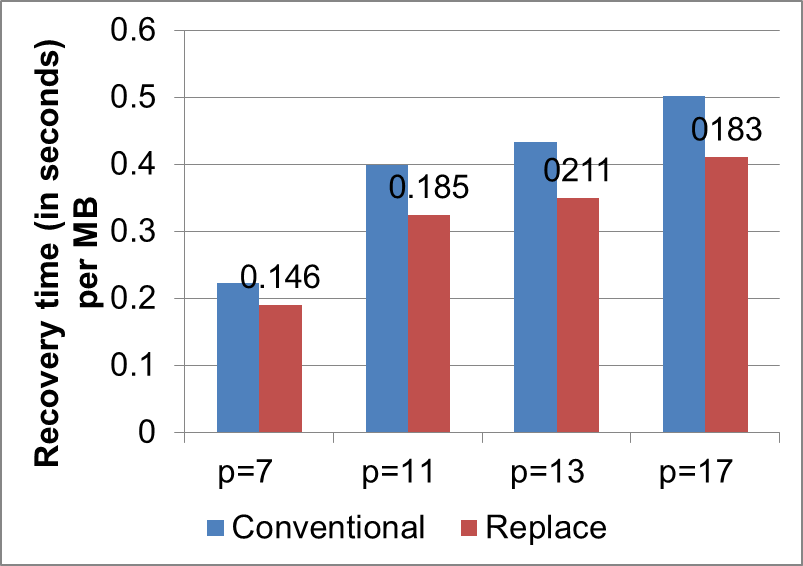 Recovery time (in seconds)
per MB
0.6
0.5
0.4
0.3
0.2
0.1
0
0.146
0.185
0211
0183
p=7
p=11
p=13
p=17
Conventional
Replace